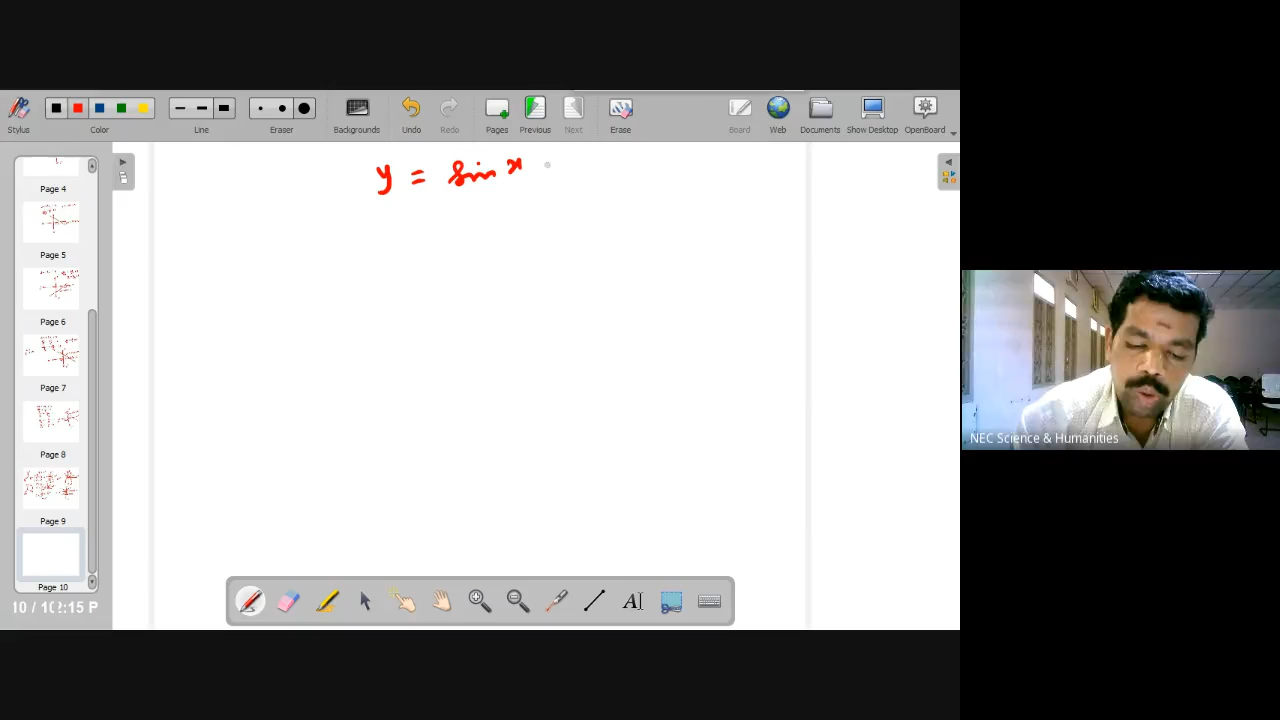 Stylus
Color
Line
Eraser
Backgrounds
Undo
Redo
Pages
Previous
Next
Erase
Board
Web
Documents
Show Desktop
OpenBoard
y = sin x
Page 4
Page 5
Page 6
Page 7
Page 8
Page 9
Page 10
NEC Science & Humanities